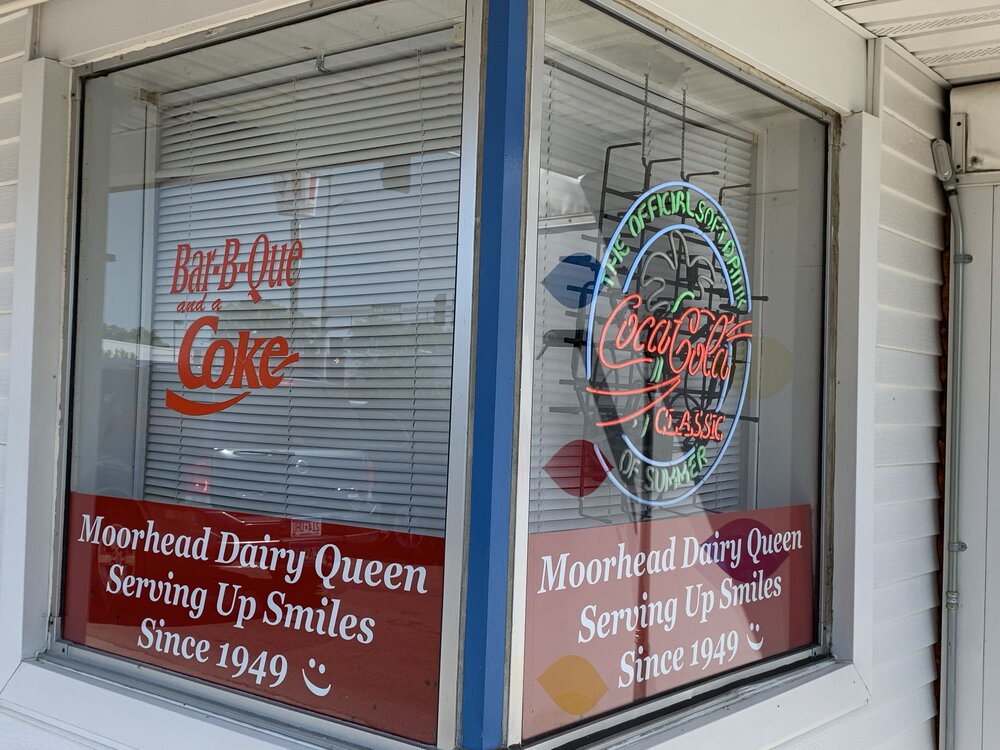 Bar-B-Que
and a
Coke
Moorhead Dairy Queen
Serving Up Smiles
Since 1949
THE OFFICIAL SOFT DRINK
Coca-Cola
CLASSIC
OF SUMMER
Moorhead Dairy Queen
Serving Up Smiles
Since 1949